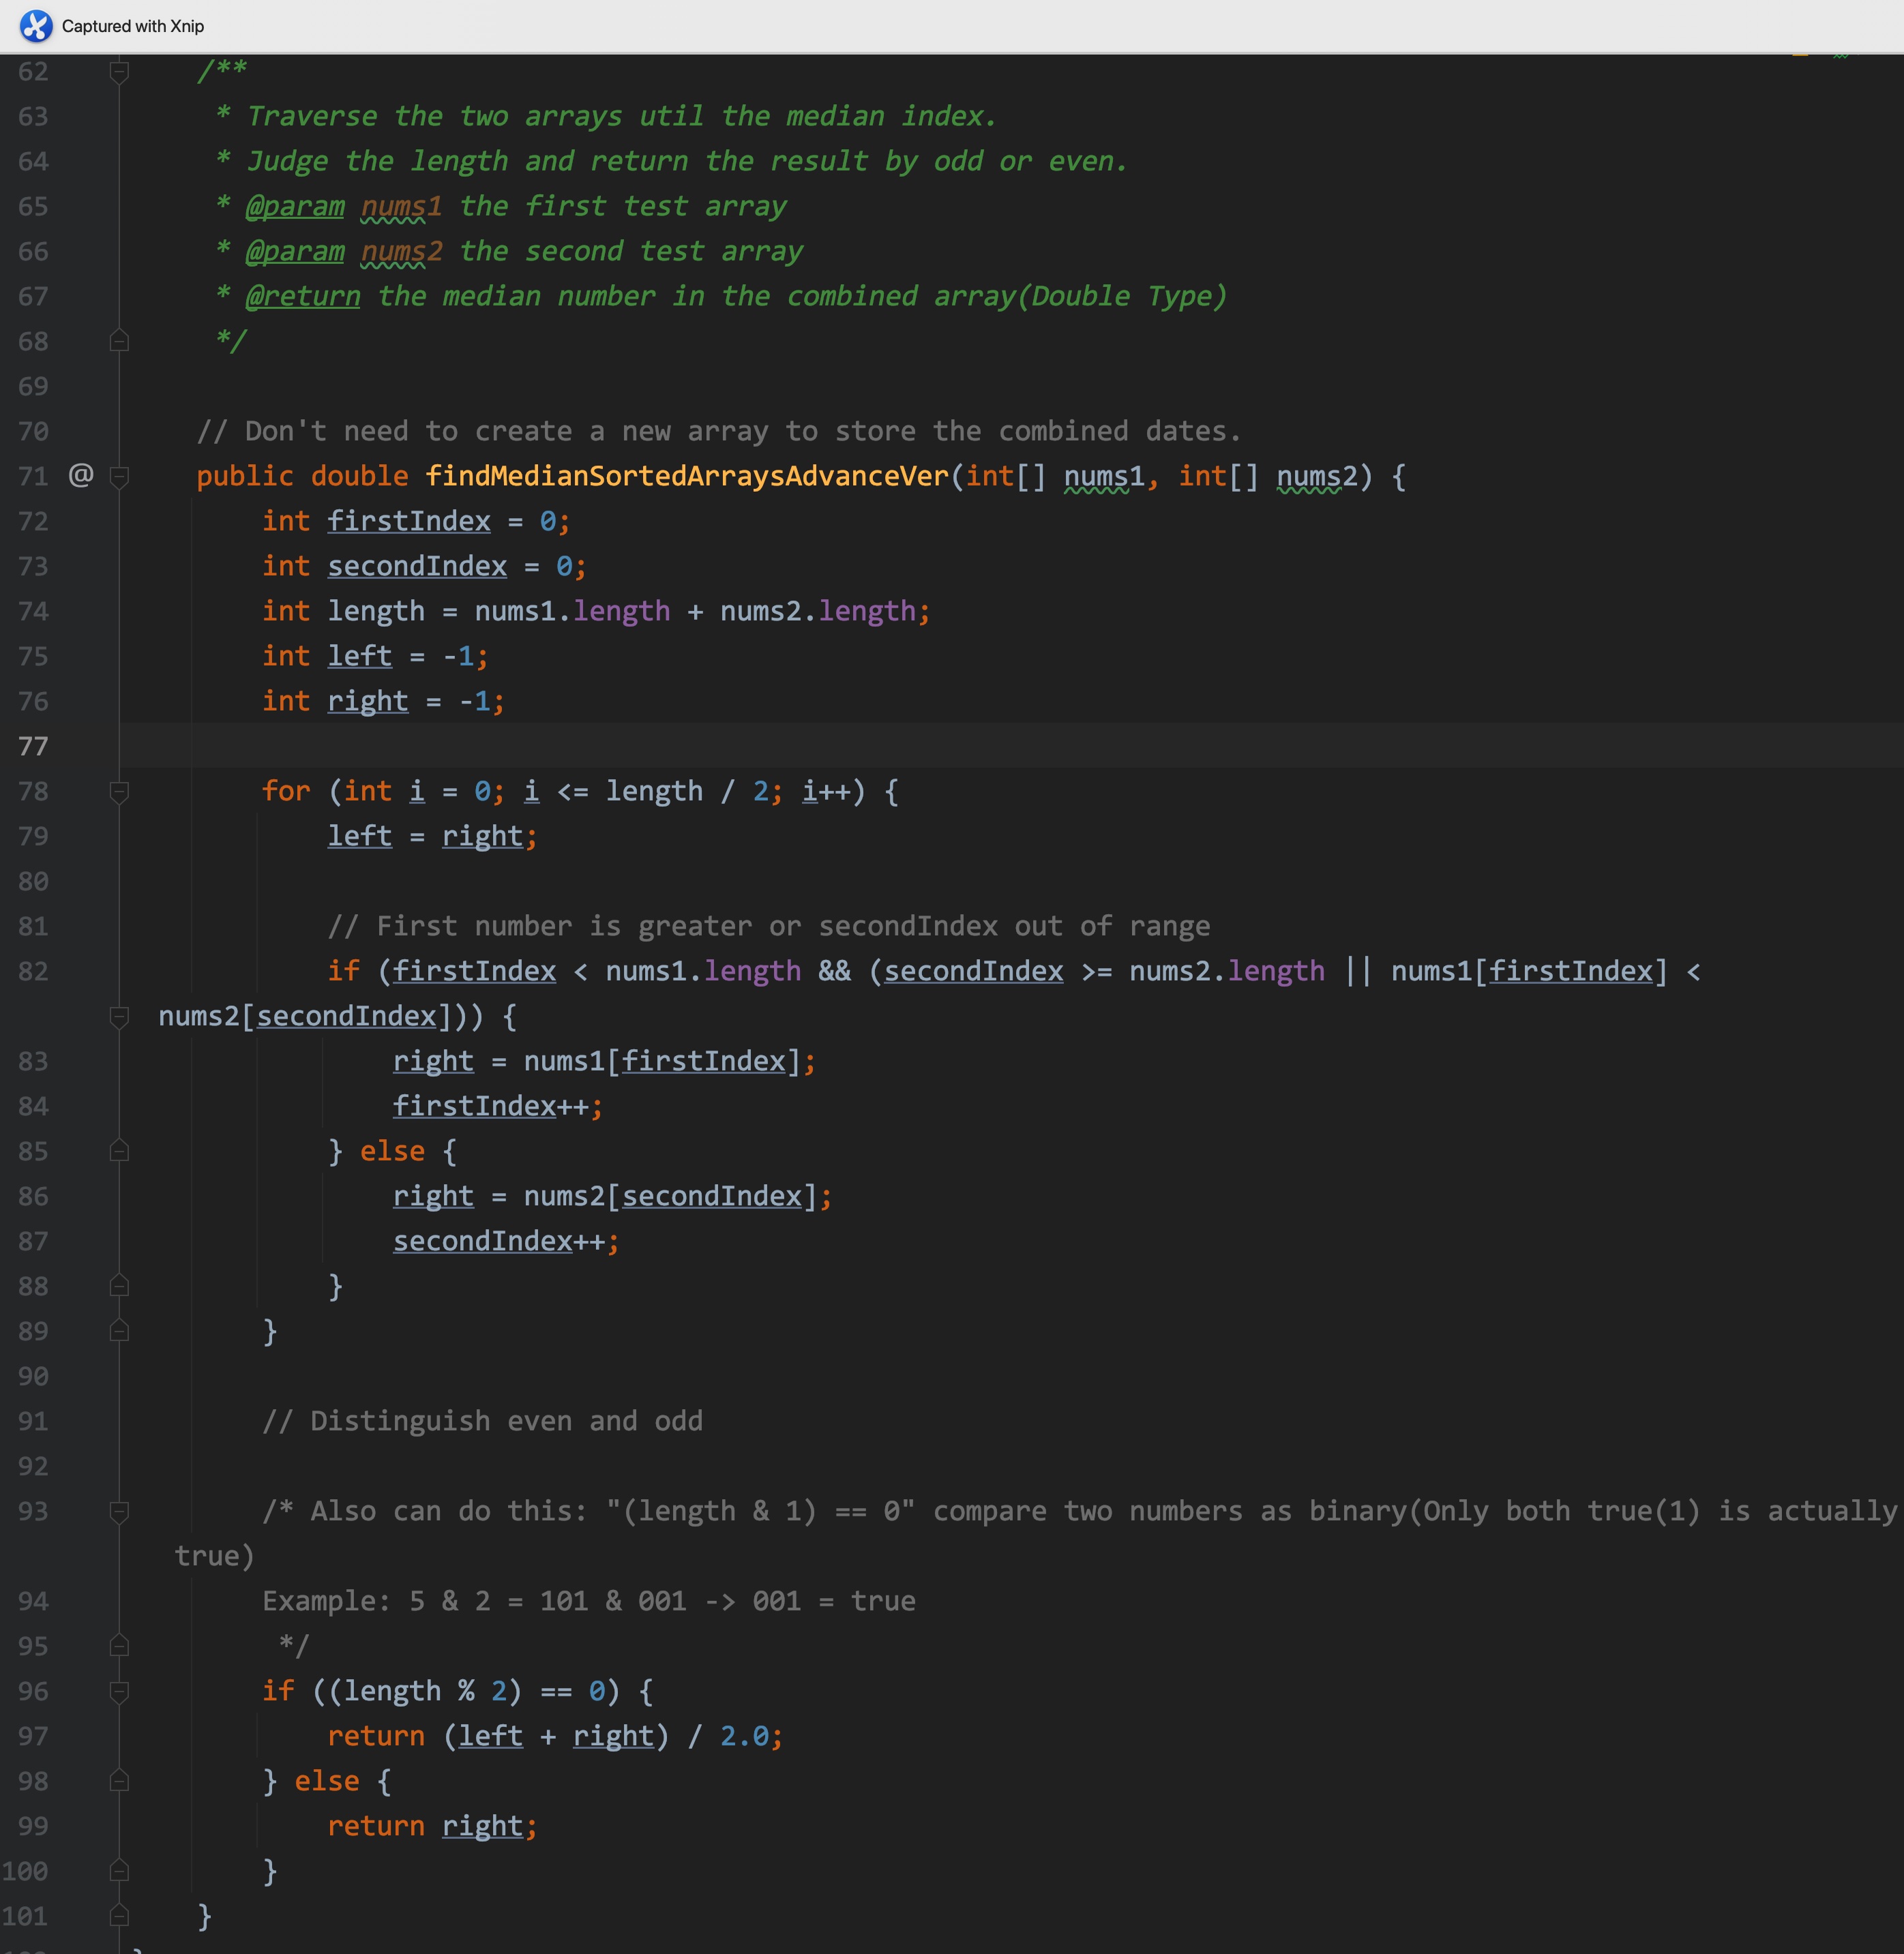 Captured with Xnip
62 /**
63 * Traverse the two arrays util the median index.
64 * Judge the length and return the result by odd or even.
65 * @param nums1 the first test array
66 * @param nums2 the second test array
67 * @return the median number in the combined array(Double Type)
68 */
69
70 // Don't need to create a new array to store the combined dates.
71 @ public double findMedianSortedArraysAdvanceVer(int[] nums1, int[] nums2) {
72 int firstIndex = 0;
73 int secondIndex = 0;
74 int length = nums1.length + nums2.length;
75 int left = -1;
76 int right = -1;
77
78 for (int i = 0; i <= length / 2; i++) {
79 left = right;
80
81 // First number is greater or secondIndex out of range
82 if (firstIndex < nums1.length && (secondIndex >= nums2.length || nums1[firstIndex] <
nums2[secondIndex])) {
83 right = nums1[firstIndex];
84 firstIndex++;
85 } else {
86 right = nums2[secondIndex];
87 secondIndex++;
88 }
89 }
90
91 // Distinguish even and odd
92
93 /* Also can do this: "(length & 1) == 0" compare two numbers as binary(Only both true(1) is actually
true)
94 Example: 5 & 2 = 101 & 001 -> 001 = true
95 */
96 if ((length % 2) == 0) {
97 return (left + right) / 2.0;
98 } else {
99 return right;
100 }
101 }